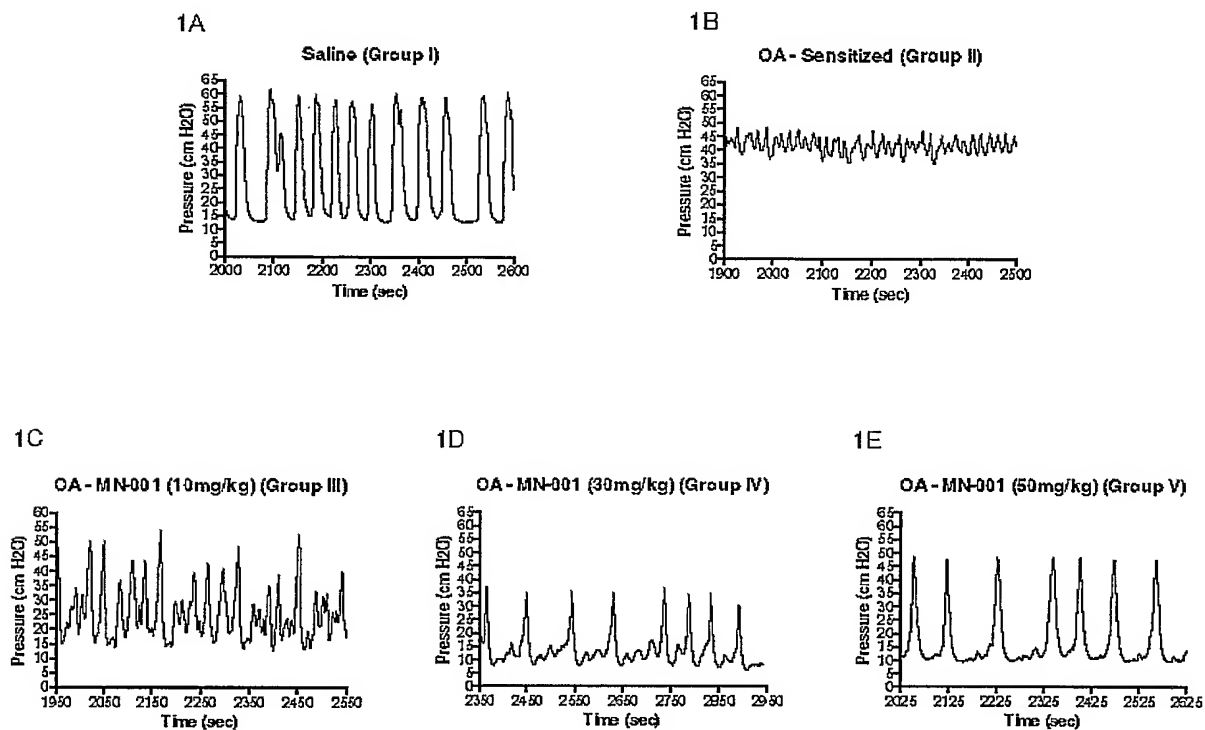 1A
Saline (Group I)
65
60
55
50
45
40
35
30
25
20
15
10
5
0
Pressure (cm H20)
2000 2100 2200 2300 2400 2500 2600
Time (sec)
1B
OA - Sensitized (Group II)
65
60
55
50
45
40
35
30
25
20
15
10
5
0
Pressure (cm H20)
1900 2000 2100 2200 2300 2400 2500
Time (sec)
1C
OA - MN-001 (10mg/kg) (Group III)
60
55
50
45
40
35
30
25
20
15
10
5
0
Pressure (cm H20)
1950 2050 2150 2250 2350 2450 2550
Time (sec)
1D
OA - MN-001 (30mg/kg) (Group IV)
65
60
55
50
45
40
35
30
25
20
15
10
5
0
Pressure (cm H20)
2350 2450 2550 2650 2750 2850 2950
Time (sec)
1E
OA - MN-001 (50mg/kg) (Group V)
65
60
55
50
45
40
35
30
25
20
15
10
5
0
Pressure (cm H20)
2025 2125 2225 2325 2425 2525 2625
Time (sec)